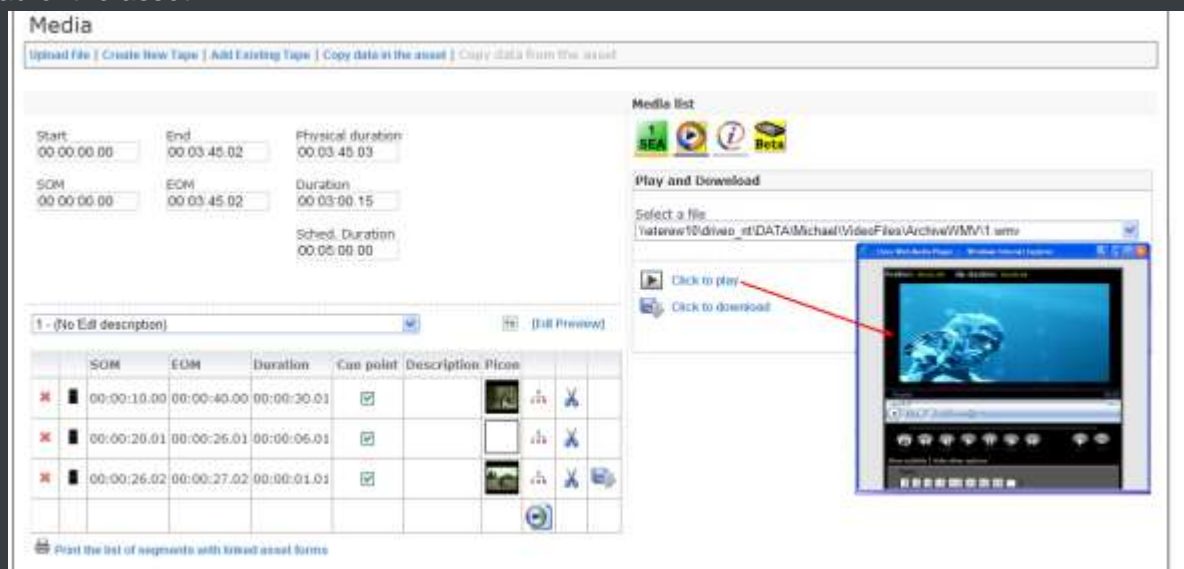 Media
Upload File | Create New Tape | Add Existing Tape | Copy data in the asset | Copy data from the asset
Media list
Start End Physical duration
00 00 00 00 00 03 45 02 00 03 45 03
1 SEA Beta
SOM EOM Duration
00 00 00 00 00 03 45 02 00 03 00 15
Play and Download
Sched. Duration
00 05 00 00
Select a file
Click to play
Click to download
1 - (No Edl description) [Edl Preview]
SOM EOM Duration Cue point Description Picon
00:00:10.00 00:00:40.00 00:00:30.01
00:00:20.01 00:00:26.01 00:00:06.01
00:00:26.02 00:00:27.02 00:00:01.01
Print the list of segments with linked asset forms